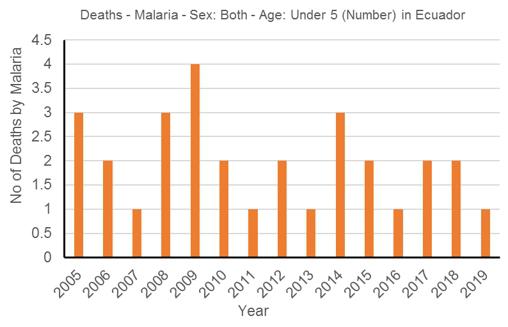 Deaths - Malaria - Sex: Both - Age: Under 5 (Number) in Ecuador
No of Deaths by Malaria
4.5
4
3.5
3
2.5
2
1.5
1
0.5
0
2005 2006 2007 2008 2009 2010 2011 2012 2013 2014 2015 2016 2017 2018 2019
Year